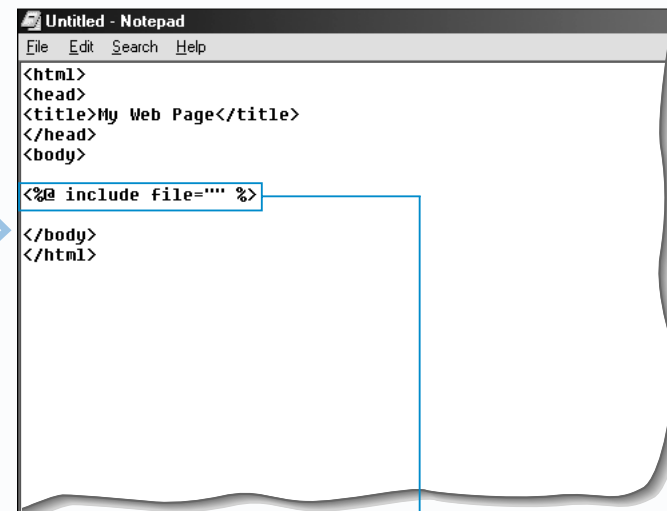 Untitled - Notepad
File Edit Search Help
<html>
<head>
<title>My Web Page</title>
</head>
<body>
<%@ include file="" %>
</body>
</html>